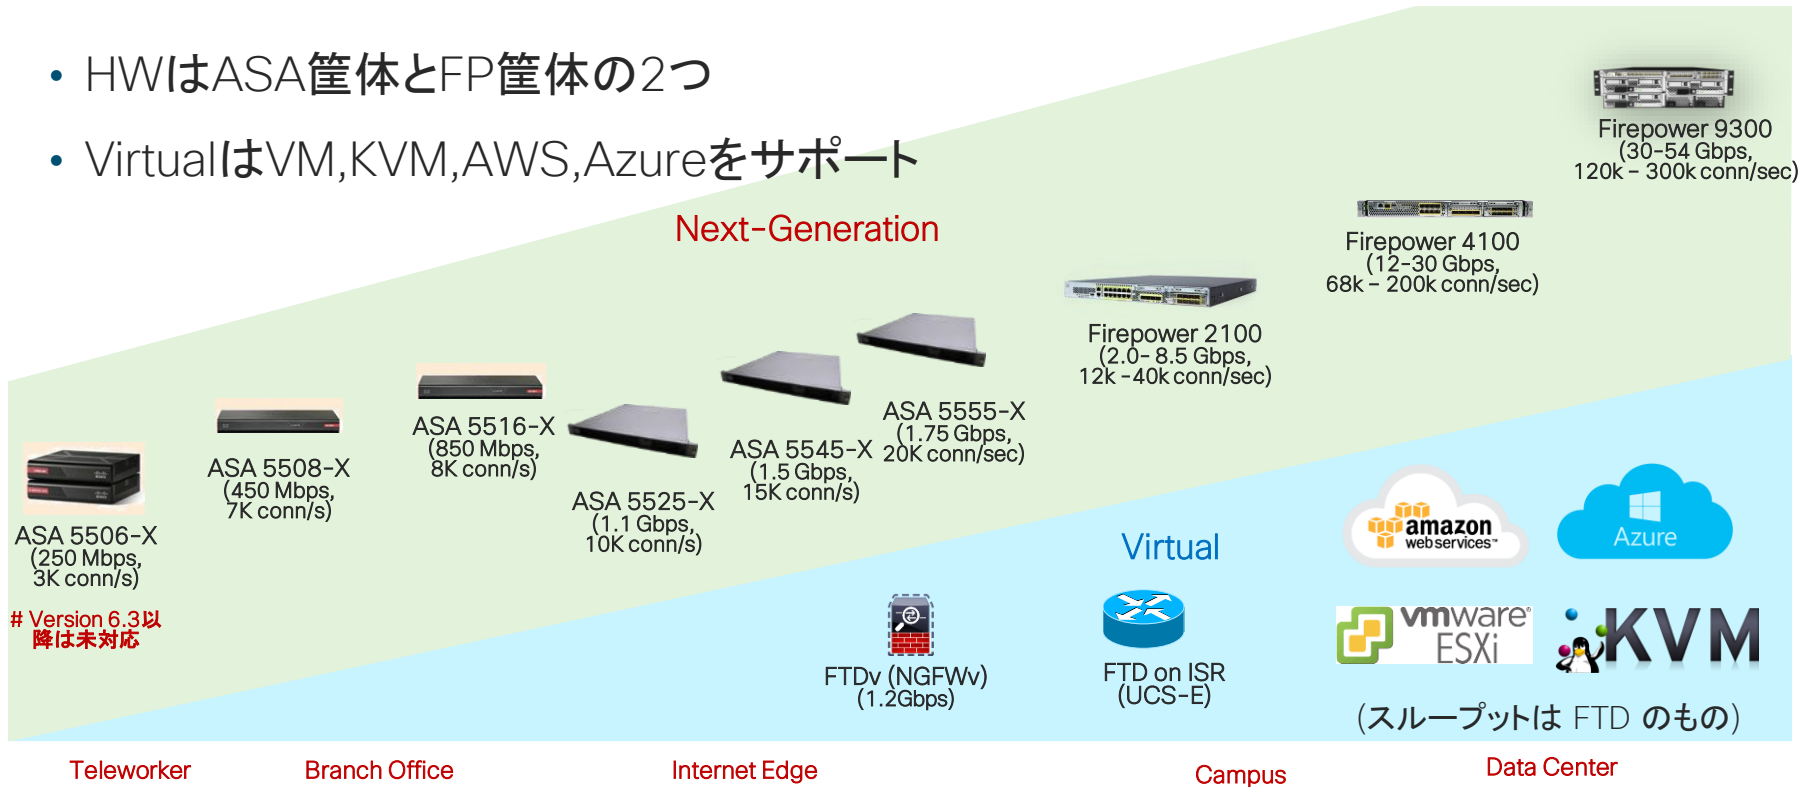 • HWはASA筐体とFP筐体の2つ
• VirtualはVM,KVM,AWS,Azureをサポート
Next-Generation
Firepower 9300
(30-54 Gbps,
120k – 300k conn/sec)
Firepower 4100
(12-30 Gbps,
68k – 200k conn/sec)
Firepower 2100
(2.0- 8.5 Gbps,
12k -40k conn/sec)
ASA 5555-X
(1.75 Gbps,
20K conn/sec)
ASA 5545-X
(1.5 Gbps,
15K conn/s)
ASA 5525-X
(1.1 Gbps,
10K conn/s)
ASA 5516-X
(850 Mbps,
8K conn/s)
ASA 5508-X
(450 Mbps,
7K conn/s)
ASA 5506-X
(250 Mbps,
3K conn/s)
# Version 6.3以
降は未対応
Virtual
FTDv (NGFWv)
(1.2Gbps)
FTD on ISR
(UCS-E)
amazon
web services™
Azure
vmware®
ESXi
KVM
(スループットは FTD のもの)
Teleworker
Branch Office
Internet Edge
Campus
Data Center